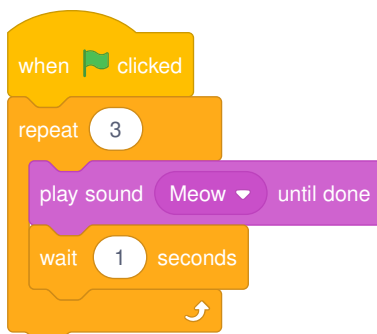 when clicked
repeat 3
play sound Meow until done
wait 1 seconds